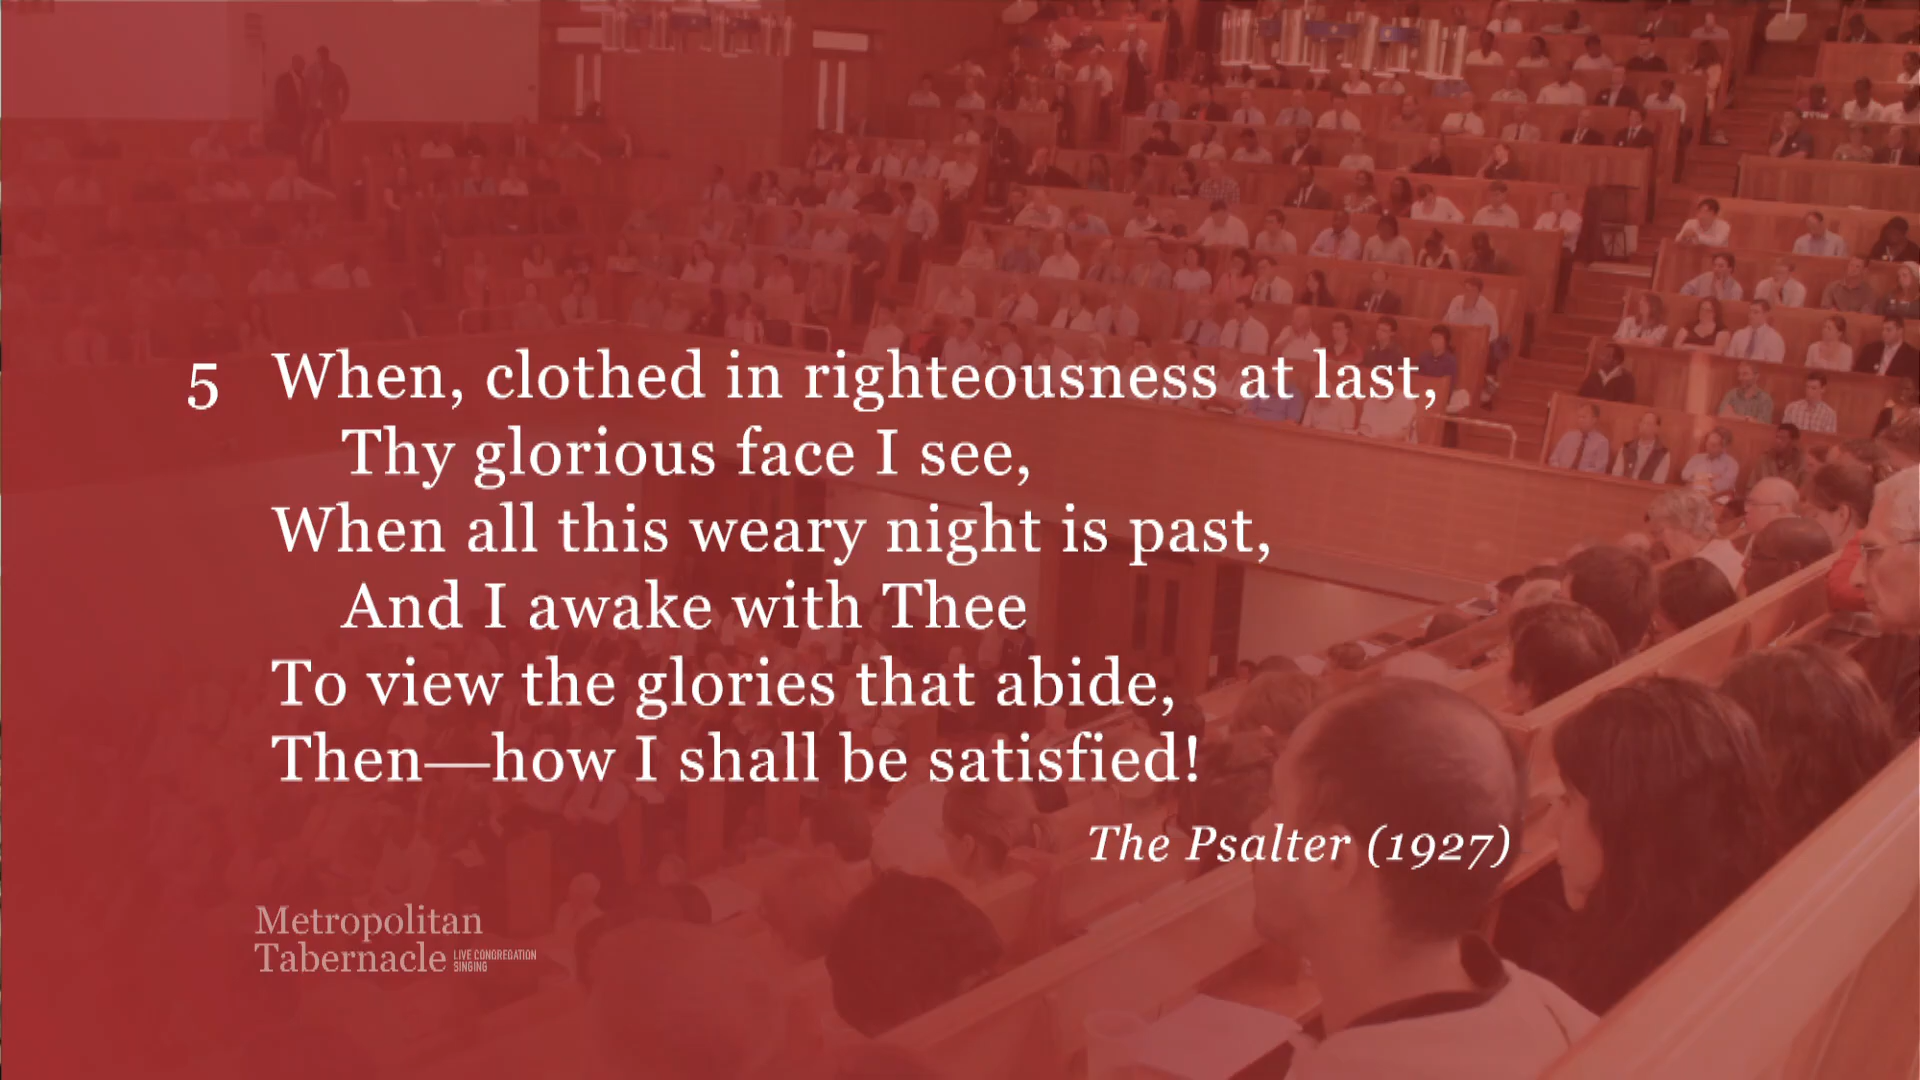 5 When, clothed in righteousness at last,
Thy glorious face I see,
When all this weary night is past,
And I awake with Thee
To view the glories that abide,
Then—how I shall be satisfied!
The Psalter (1927)
Metropolitan
Tabernacle LIVE CONGREGATION
SINGING